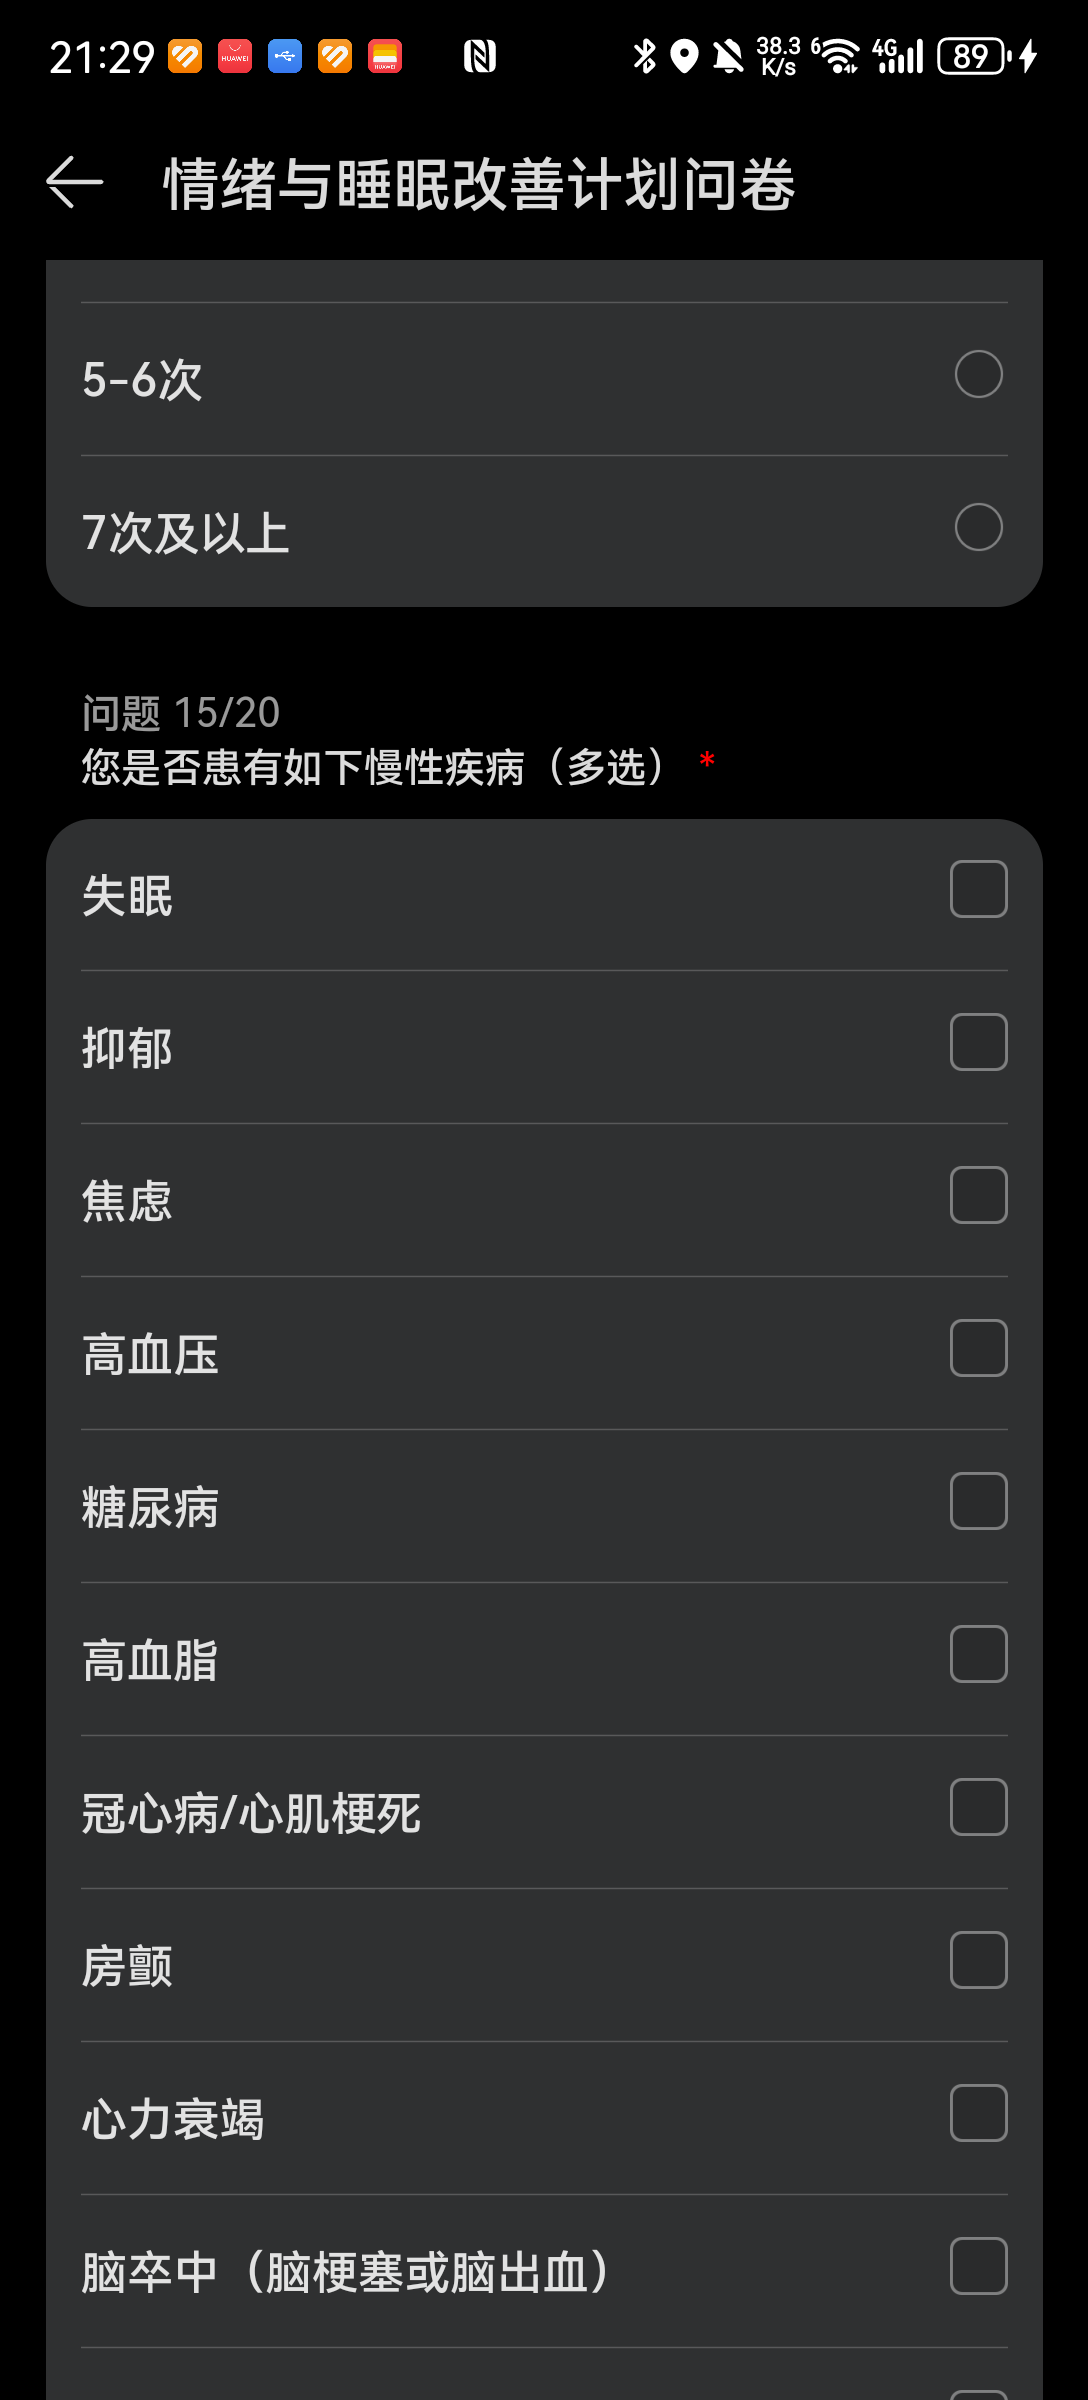 21:29
HUAWEI
HUAWEI
38.3 K/s
6
4G
89
情绪与睡眠改善计划问卷
5-6次
7次及以上
问题 15/20
您是否患有如下慢性疾病（多选） *
失眠
抑郁
焦虑
高血压
糖尿病
高血脂
冠心病/心肌梗死
房颤
心力衰竭
脑卒中（脑梗塞或脑出血）